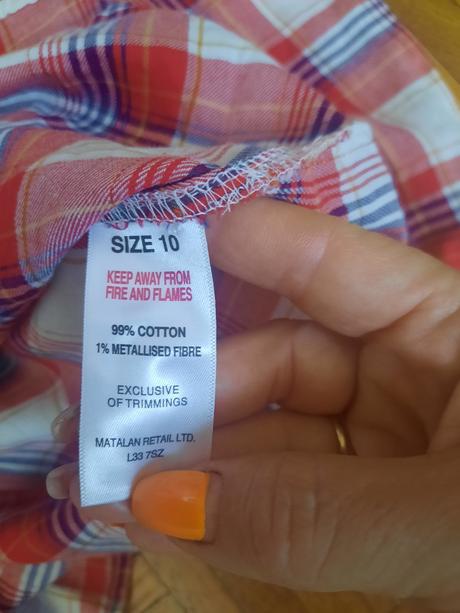 SIZE 10
KEEP AWAY FROM
FIRE AND FLAMES
99% COTTON
1% METALLISED FIBRE
EXCLUSIVE
OF TRIMMINGS
MATALAN RETAIL LTD.
L33 7SZ